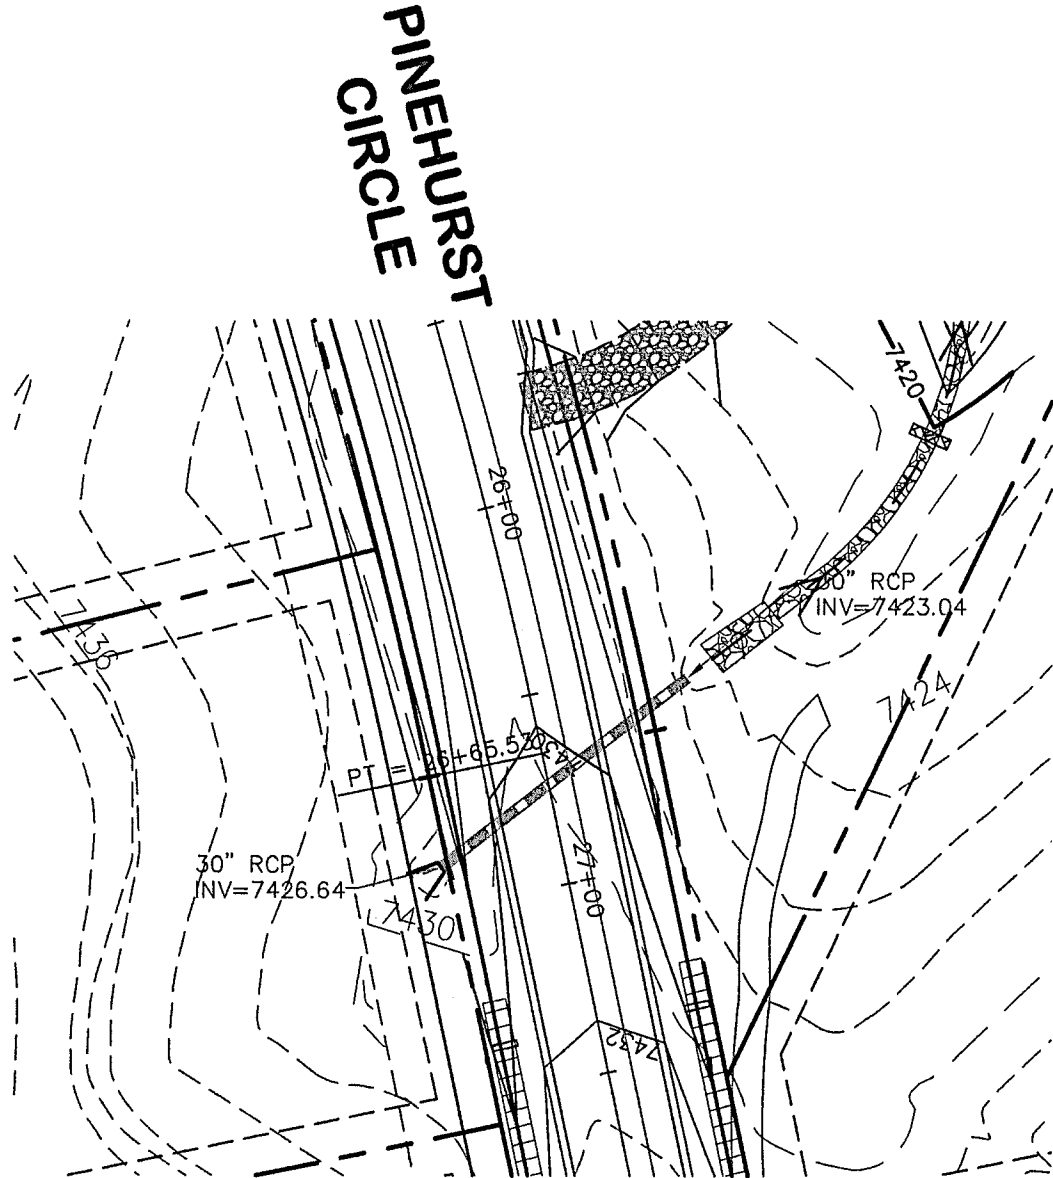 PINEHURST
CIRCLE
7420
26+00
30" RCP
INV=7423.04
7436
7424
PT = 26+65.53
30" RCP
INV=7426.64
27+00
7430
7432